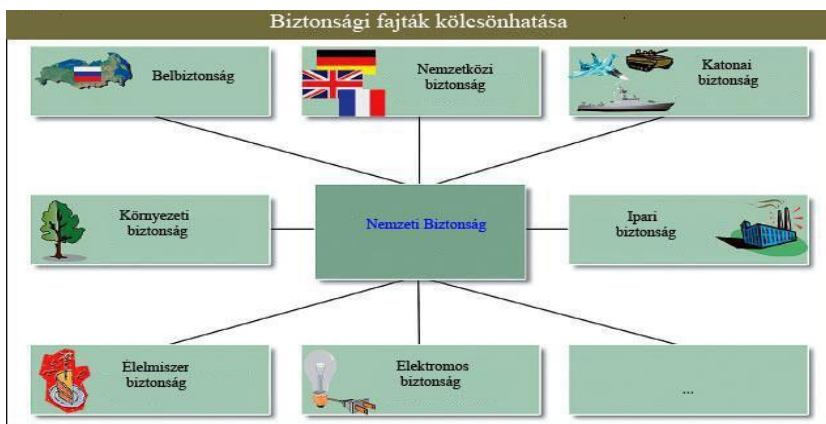 Biztonsági fajták kölcsönhatása
Belbiztonság
Nemzetközi
biztonság
Katonai
biztonság
Környezeti
biztonság
Nemzeti Biztonság
Ipari
biztonság
Élelmiszer
biztonság
Elektromos
biztonság
...